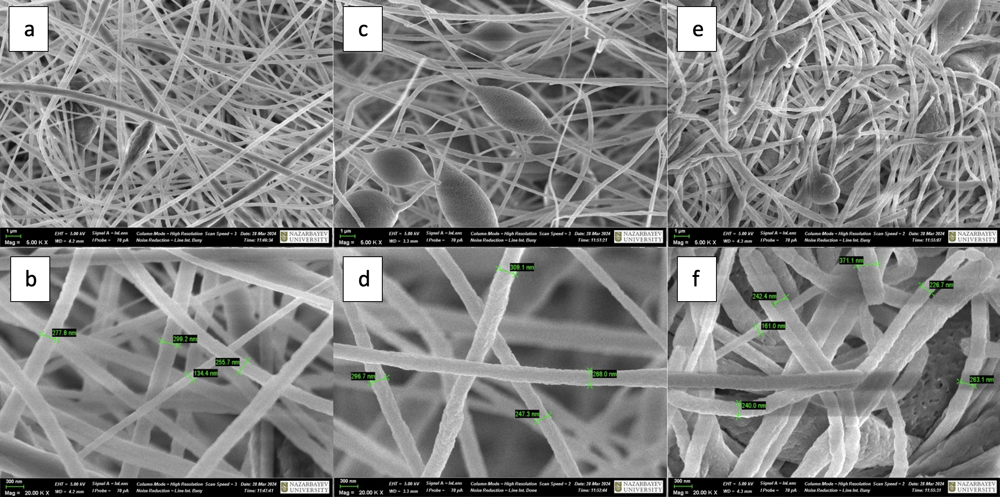 a
1 µm
Mag = 5.00 K X
EHT = 5.00 kV
WD = 4.2 mm
Signal A = InLens
I Probe = 70 pA
Column Mode = High Resolution Scan Speed = 3
Noise Reduction = Line Int. Busy
Date: 28 Mar 2024
Time: 11:46:34
NAZARBAYEV
UNIVERSITY
c
1 µm
Mag = 5.00 K X
EHT = 5.00 kV
WD = 3.3 mm
Signal A = InLens
I Probe = 70 pA
Column Mode = High Resolution Scan Speed = 3
Noise Reduction = Line Int. Busy
Date: 28 Mar 2024
Time: 11:51:21
NAZARBAYEV
UNIVERSITY
e
1 µm
Mag = 5.00 K X
EHT = 5.00 kV
WD = 4.3 mm
Signal A = InLens
I Probe = 70 pA
Column Mode = High Resolution Scan Speed = 2
Noise Reduction = Line Int. Busy
Date: 28 Mar 2024
Time: 11:55:07
NAZARBAYEV
UNIVERSITY
b
277.8 nm
299.2 nm
255.7 nm
134.4 nm
300 nm
Mag = 20.00 K X
EHT = 5.00 kV
WD = 4.2 mm
Signal A = InLens
I Probe = 70 pA
Column Mode = High Resolution Scan Speed = 3
Noise Reduction = Line Int. Busy
Date: 28 Mar 2024
Time: 11:47:41
NAZARBAYEV
UNIVERSITY
d
309.1 nm
296.7 nm
268.0 nm
247.3 nm
300 nm
Mag = 20.00 K X
EHT = 5.00 kV
WD = 3.3 mm
Signal A = InLens
I Probe = 70 pA
Column Mode = High Resolution Scan Speed = 2
Noise Reduction = Line Int. Done
Date: 28 Mar 2024
Time: 11:52:44
NAZARBAYEV
UNIVERSITY
f
371.1 nm
226.7 nm
242.4 nm
161.0 nm
263.1 nm
240.0 nm
300 nm
Mag = 20.00 K X
EHT = 5.00 kV
WD = 4.3 mm
Signal A = InLens
I Probe = 70 pA
Column Mode = High Resolution Scan Speed = 2
Noise Reduction = Line Int. Busy
Date: 28 Mar 2024
Time: 11:55:31
NAZARBAYEV
UNIVERSITY